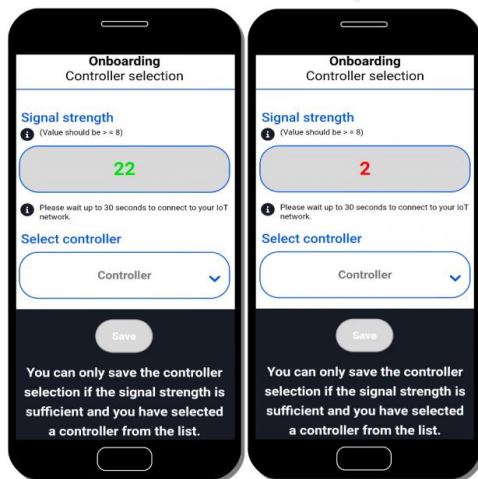 Onboarding
Controller selection
Signal strength
(Value should be > = 8)
22
Please wait up to 30 seconds to connect to your IoT
network.
Select controller
Controller
Save
You can only save the controller
selection if the signal strength is
sufficient and you have selected
a controller from the list.
Onboarding
Controller selection
Signal strength
(Value should be > = 8)
2
Please wait up to 30 seconds to connect to your IoT
network.
Select controller
Controller
Save
You can only save the controller
selection if the signal strength is
sufficient and you have selected
a controller from the list.